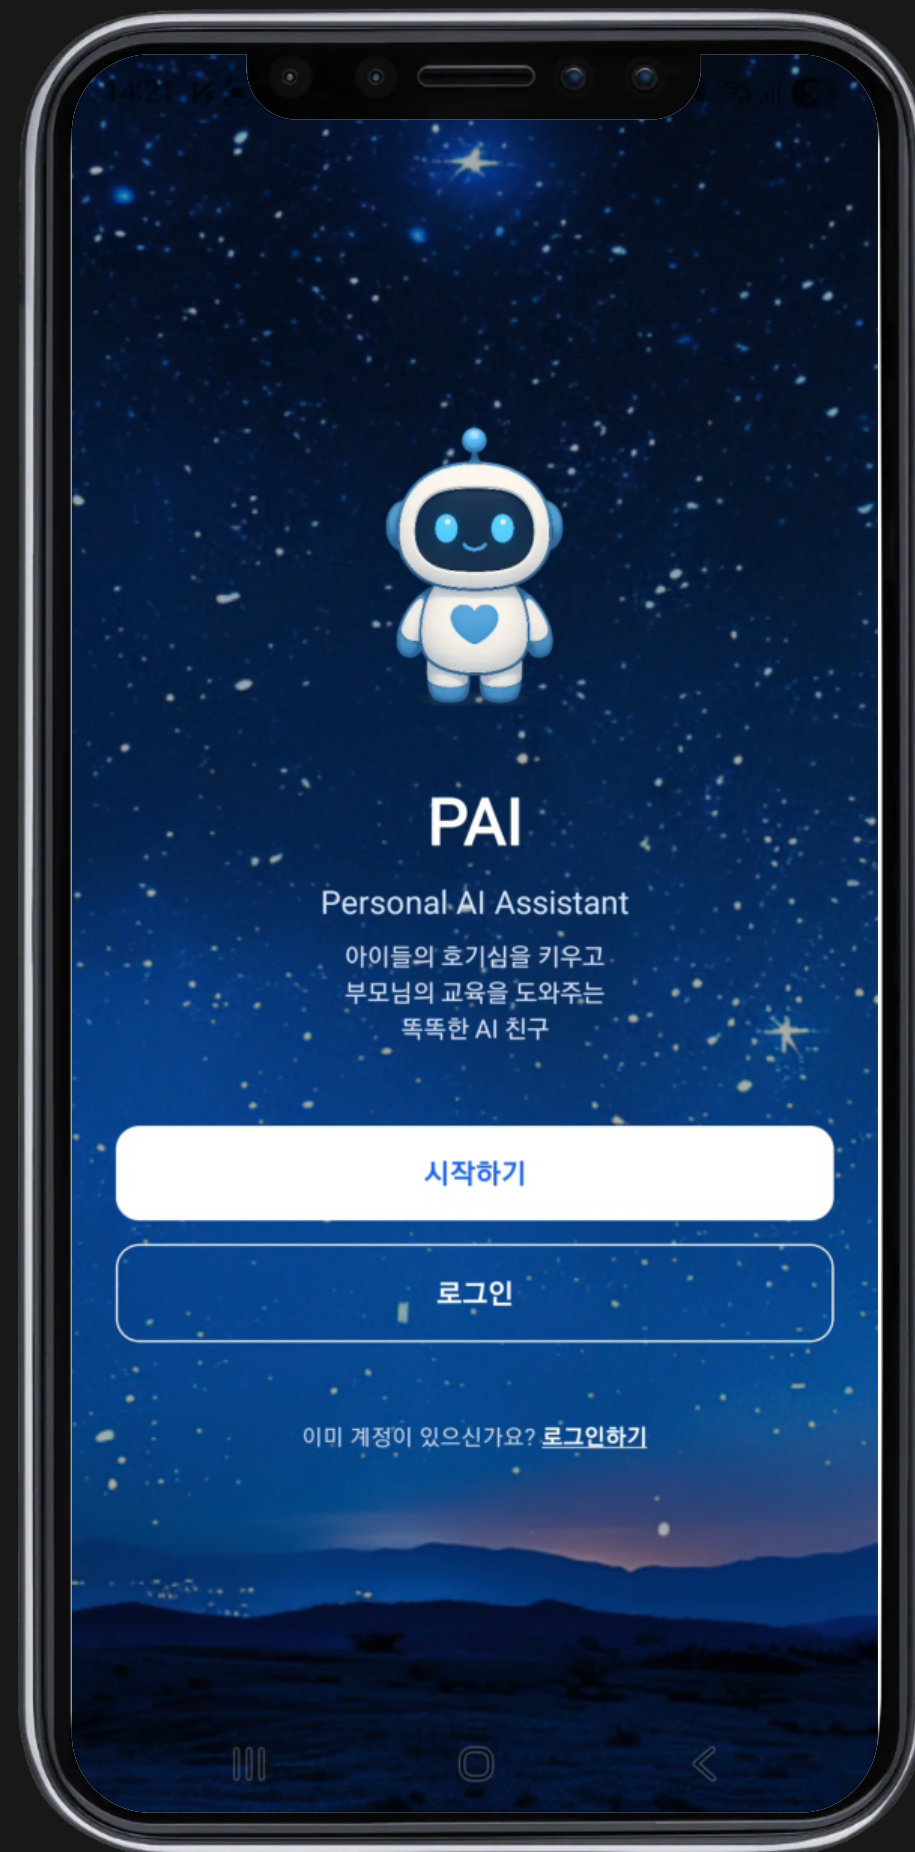 14:21
PAI
Personal AI Assistant
아이들의 호기심을 키우고
부모님의 교육을 도와주는
똑똑한 AI 친구
시작하기
로그인
이미 계정이 있으신가요? 로그인하기